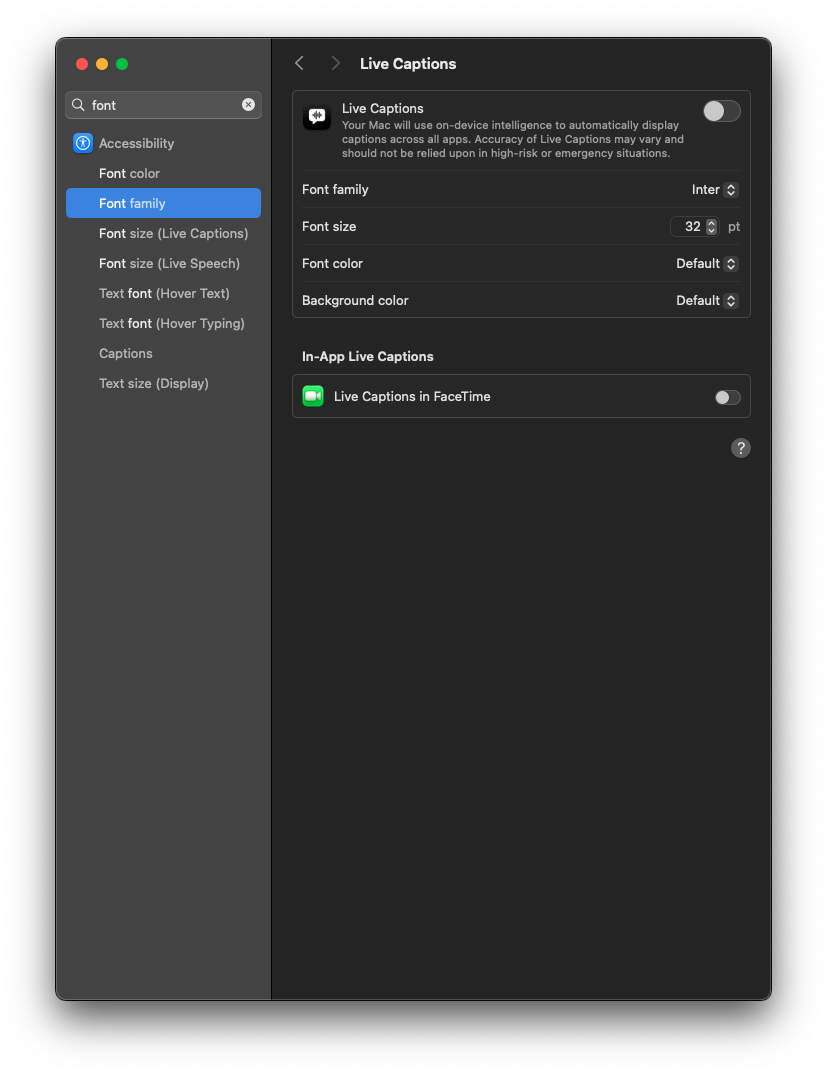 font
Accessibility
Font color
Font family
Font size (Live Captions)
Font size (Live Speech)
Text font (Hover Text)
Text font (Hover Typing)
Captions
Text size (Display)
Live Captions
Live Captions
Your Mac will use on-device intelligence to automatically display
captions across all apps. Accuracy of Live Captions may vary and
should not be relied upon in high-risk or emergency situations.
Font family Inter
Font size 32 pt
Font color Default
Background color Default
In-App Live Captions
Live Captions in FaceTime
?